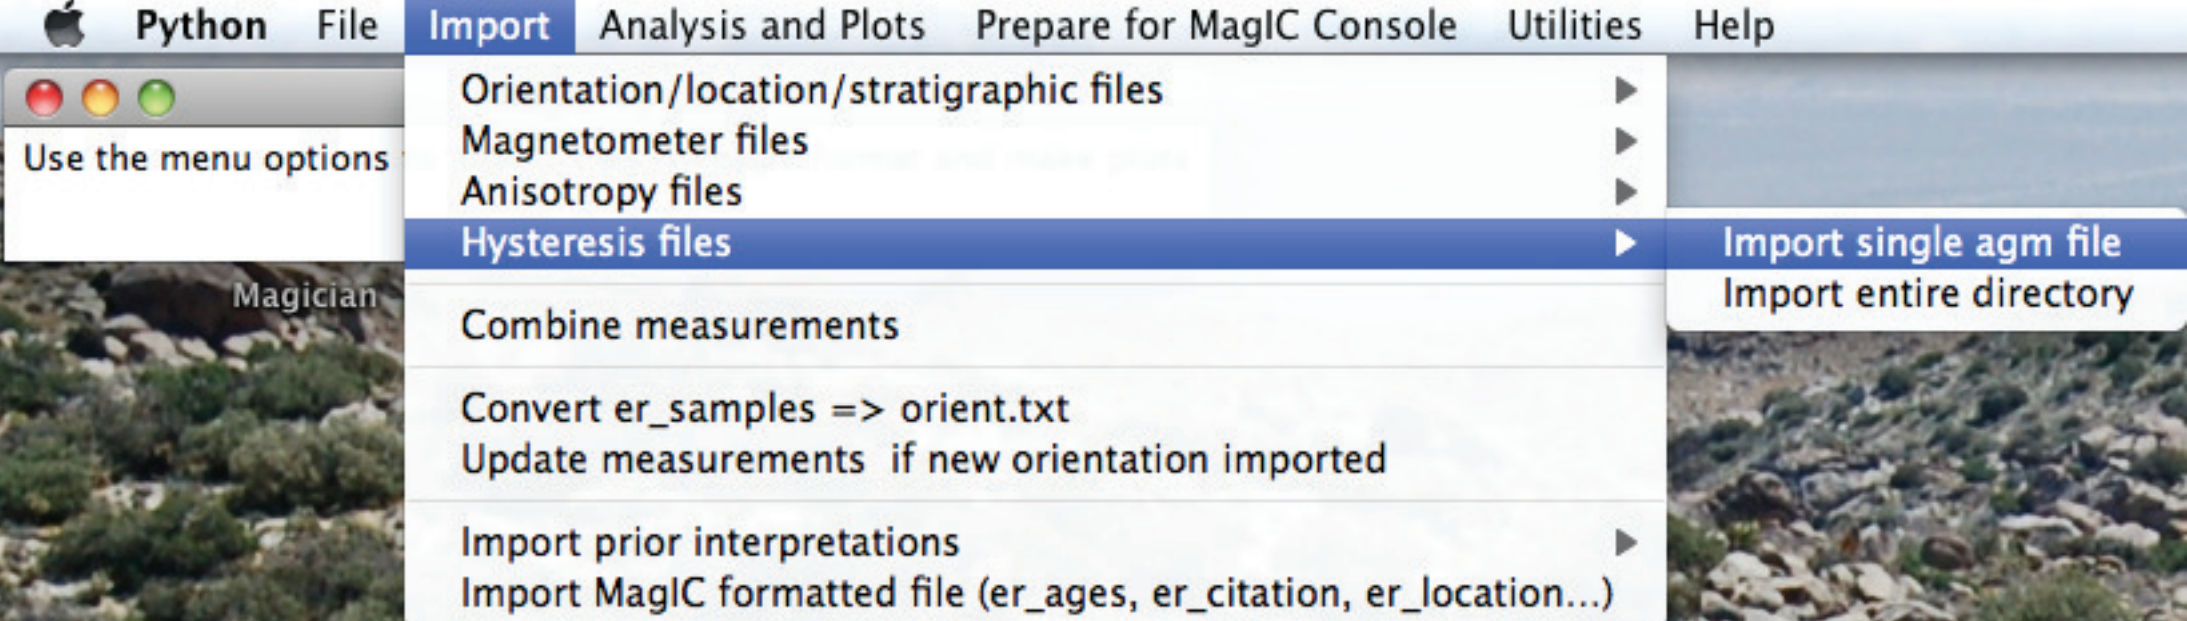 Python File Import Analysis and Plots Prepare for MagIC Console Utilities Help
Use the menu options
Magician
Orientation/location/stratigraphic files
Magnetometer files
Anisotropy files
Hysteresis files
Import single agm file
Import entire directory
Combine measurements
Convert er_samples => orient.txt
Update measurements  if new orientation imported
Import prior interpretations
Import MagIC formatted file (er_ages, er_citation, er_location...)